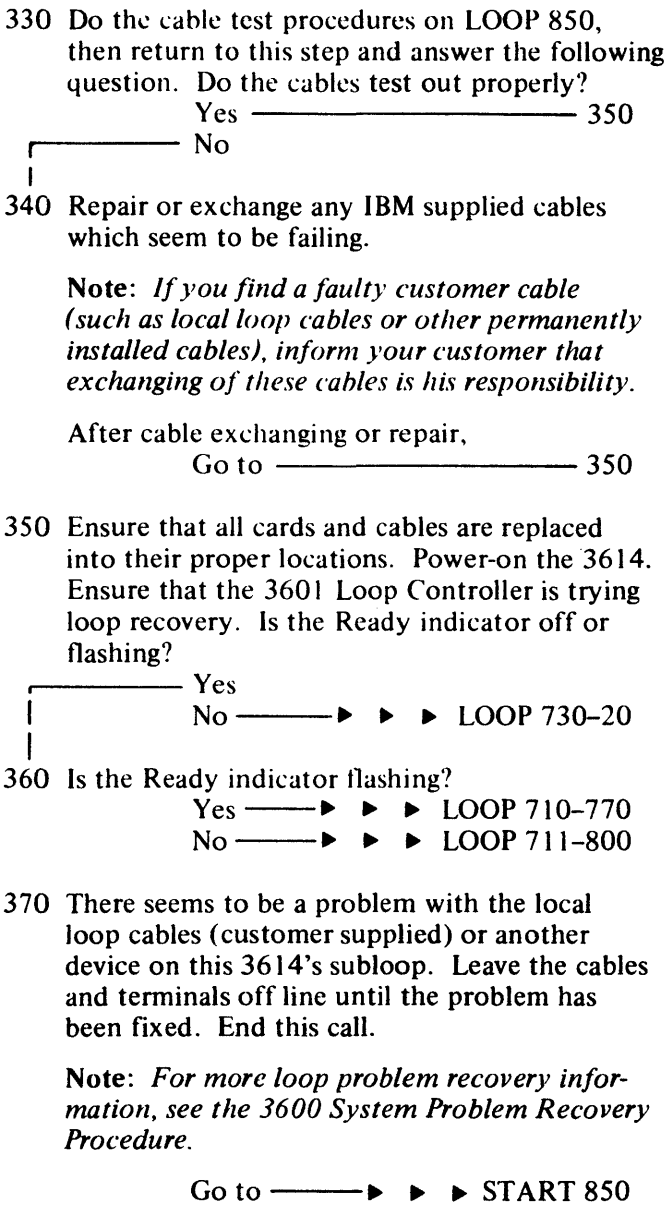 330 Do the cable test procedures on LOOP 850,
then return to this step and answer the following
question. Do the cables test out properly?
Yes 350
No
340 Repair or exchange any IBM supplied cables
which seem to be failing.
Note: If you find a faulty customer cable
(such as local loop cables or other permanently
installed cables), inform your customer that
exchanging of these cables is his responsibility.
After cable exchanging or repair,
Go to 350
350 Ensure that all cards and cables are replaced
into their proper locations. Power-on the 3614.
Ensure that the 3601 Loop Controller is trying
loop recovery. Is the Ready indicator off or
flashing?
Yes
No ▶ ▶ ▶ LOOP 730–20
360 Is the Ready indicator flashing?
Yes ▶ ▶ ▶ LOOP 710–770
No ▶ ▶ ▶ LOOP 711–800
370 There seems to be a problem with the local
loop cables (customer supplied) or another
device on this 3614's subloop. Leave the cables
and terminals off line until the problem has
been fixed. End this call.
Note: For more loop problem recovery infor-
mation, see the 3600 System Problem Recovery
Procedure.
Go to ▶ ▶ ▶ START 850